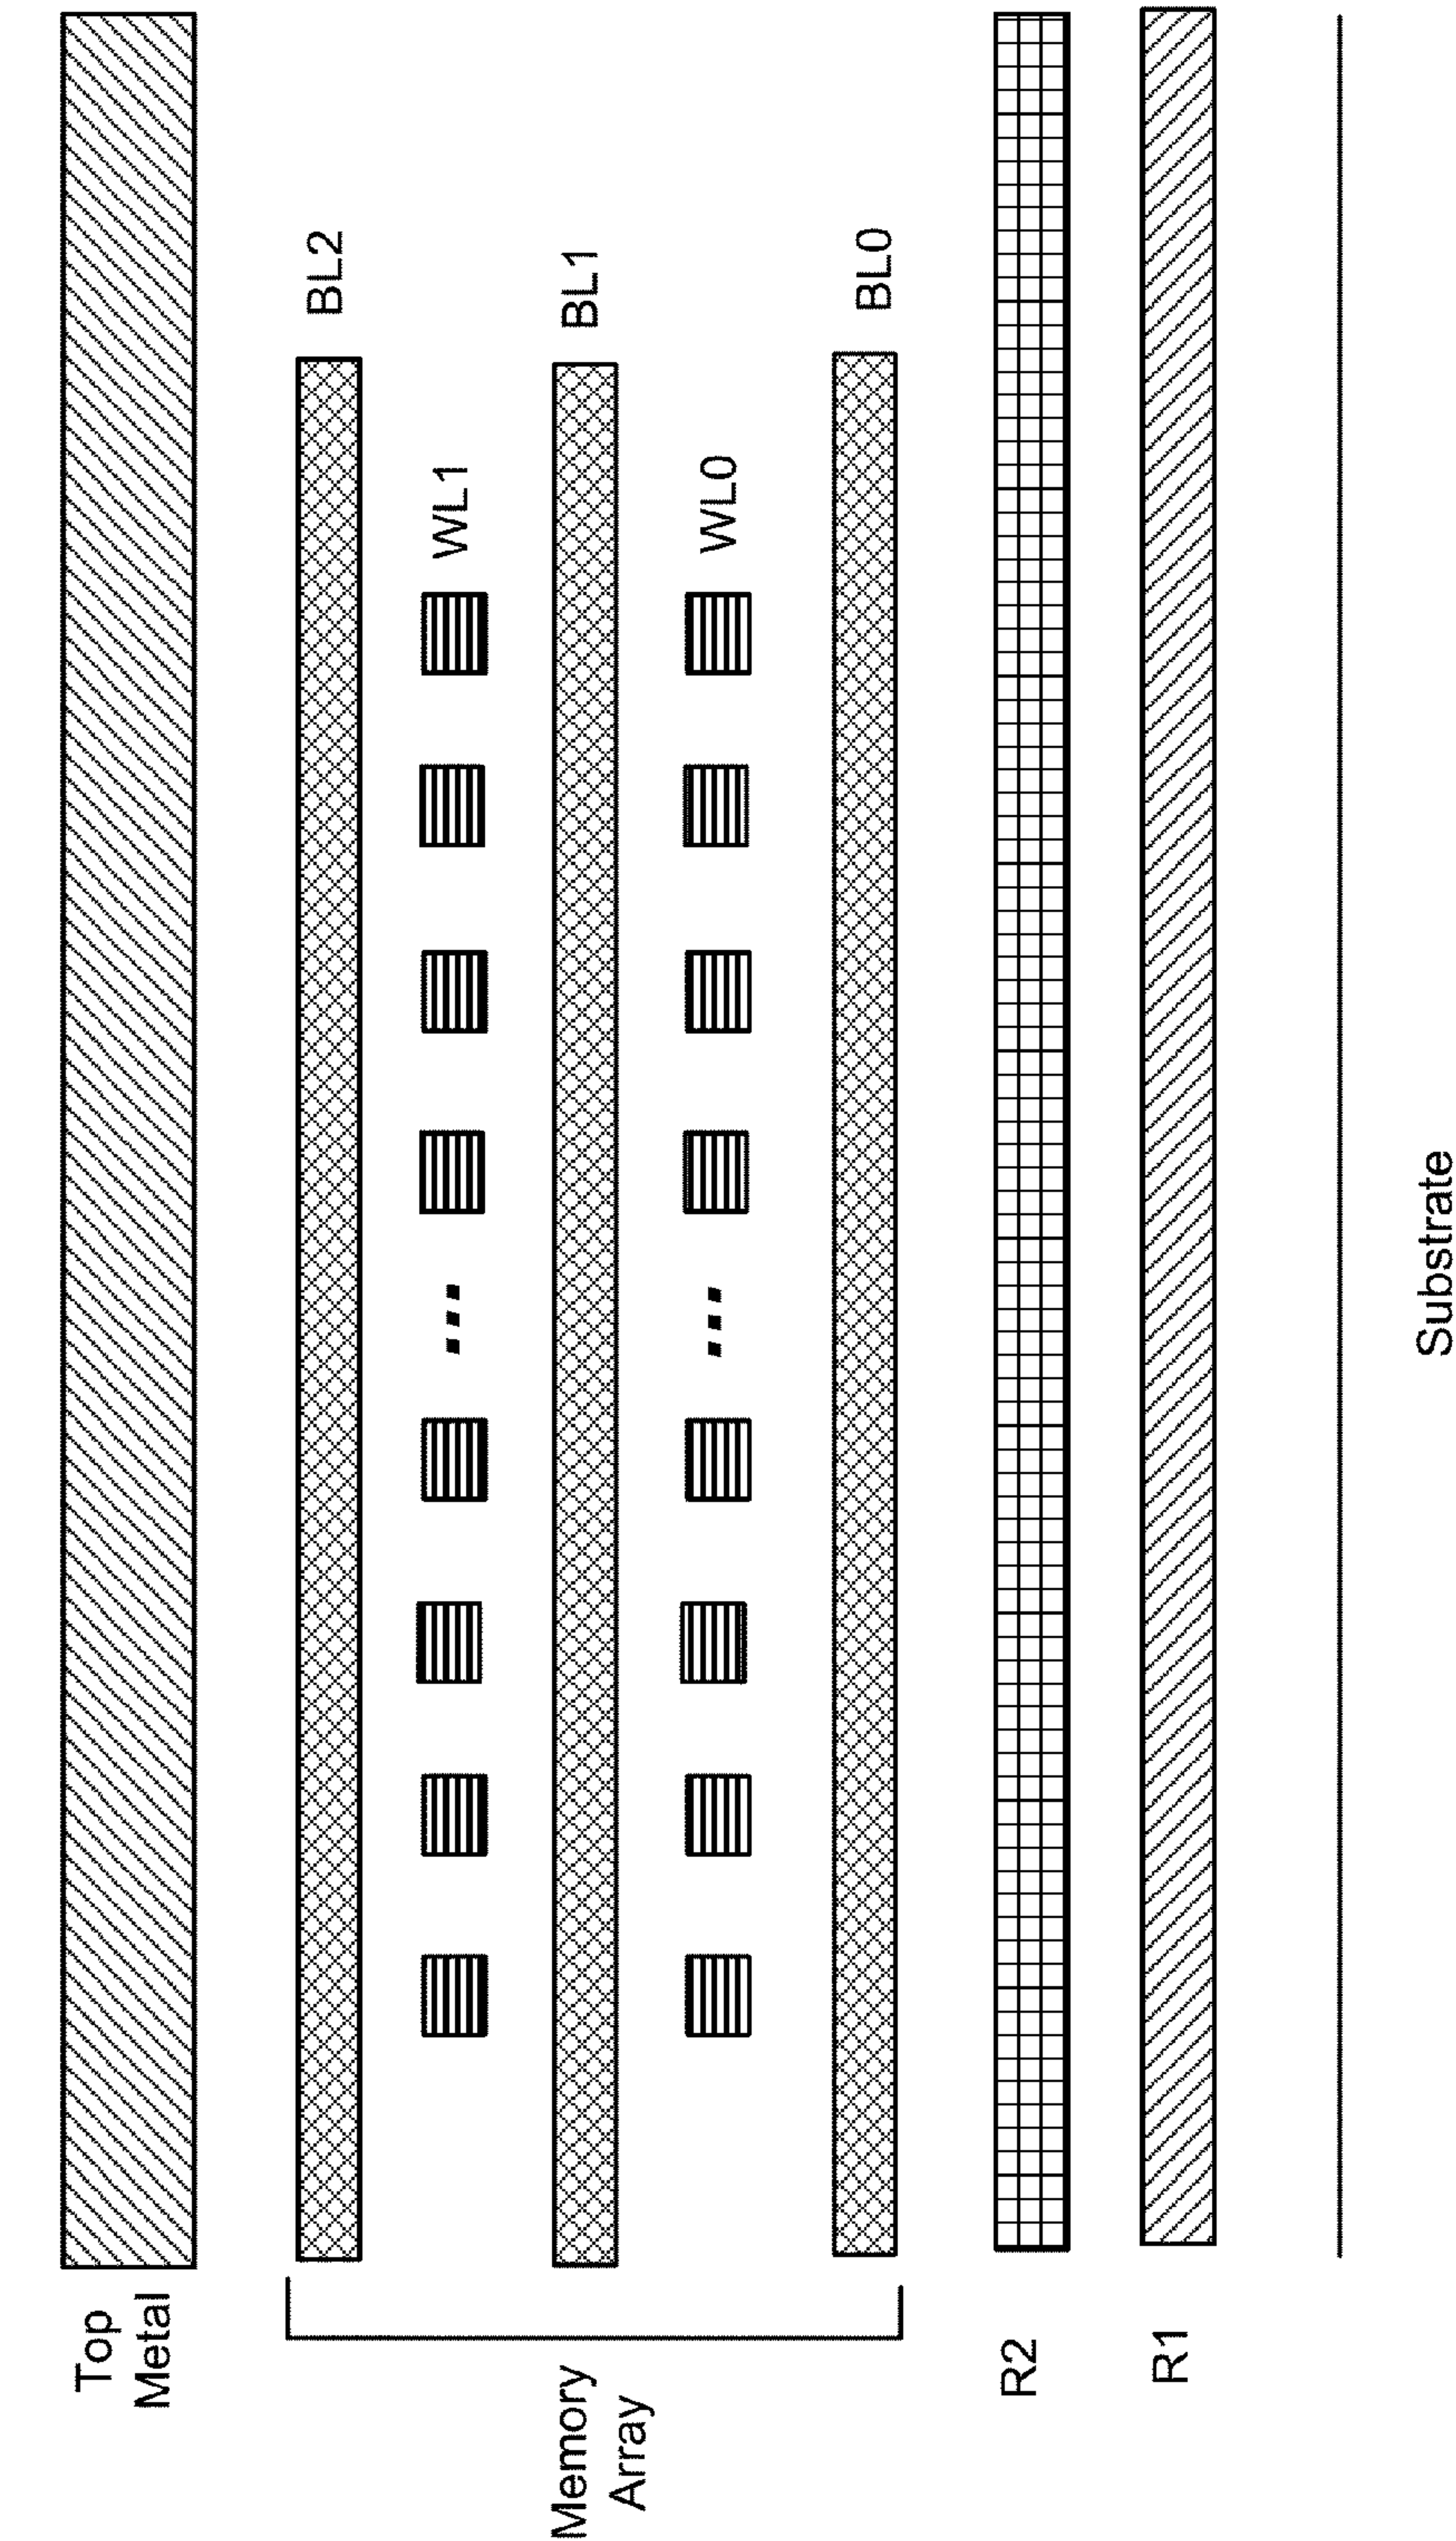 Top
Metal
BL2
WL1
BL1
Memory
Array
WL0
BL0
R2
R1
Substrate